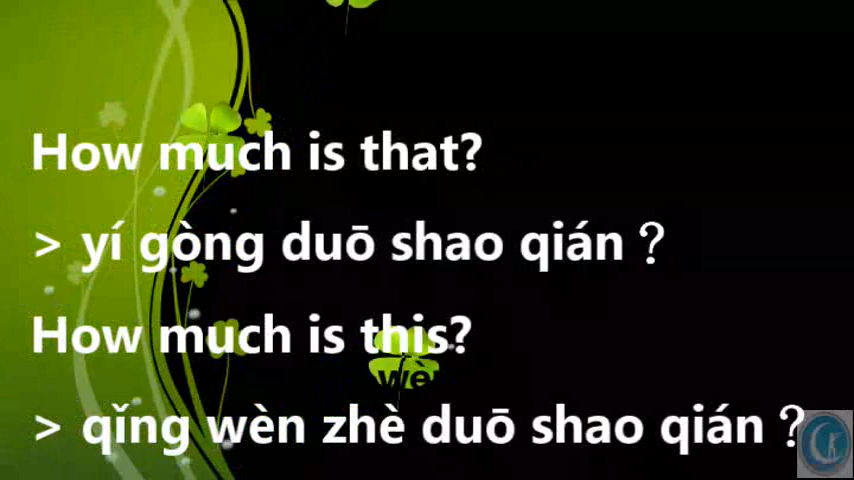 How much is that?
> yí gòng duō shao qián？
How much is this?
wè
> qǐng wèn zhè duō shao qián？